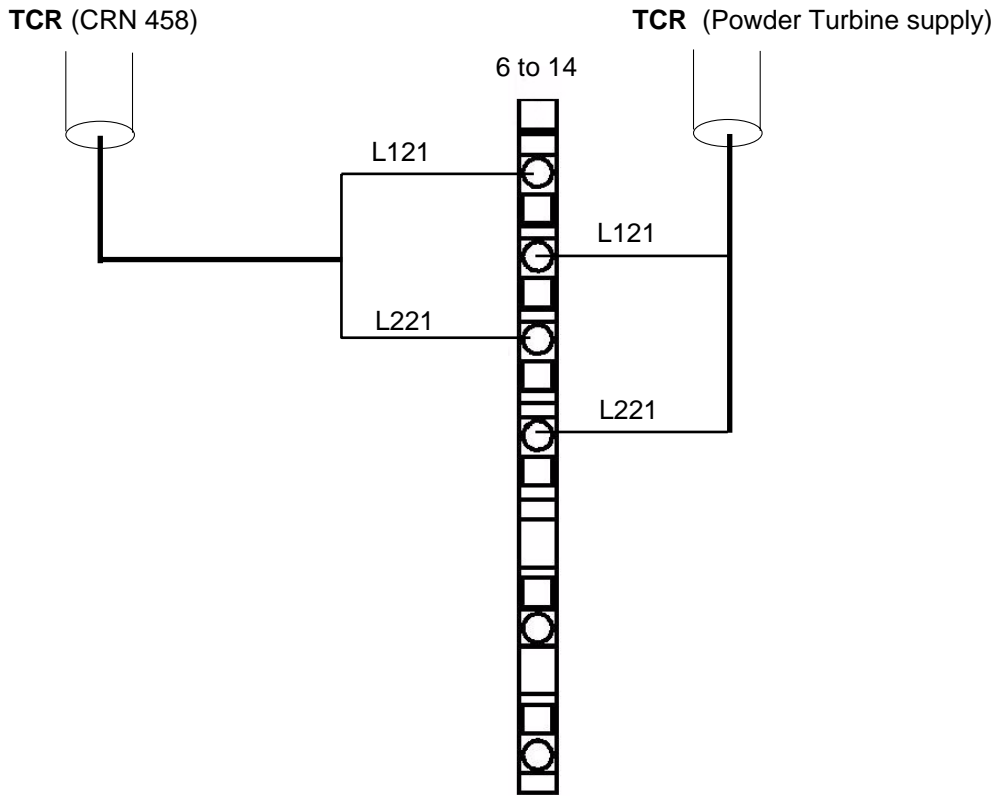 TCR (CRN 458)
TCR (Powder Turbine supply)
6 to 14
L121
L121
L221
L221